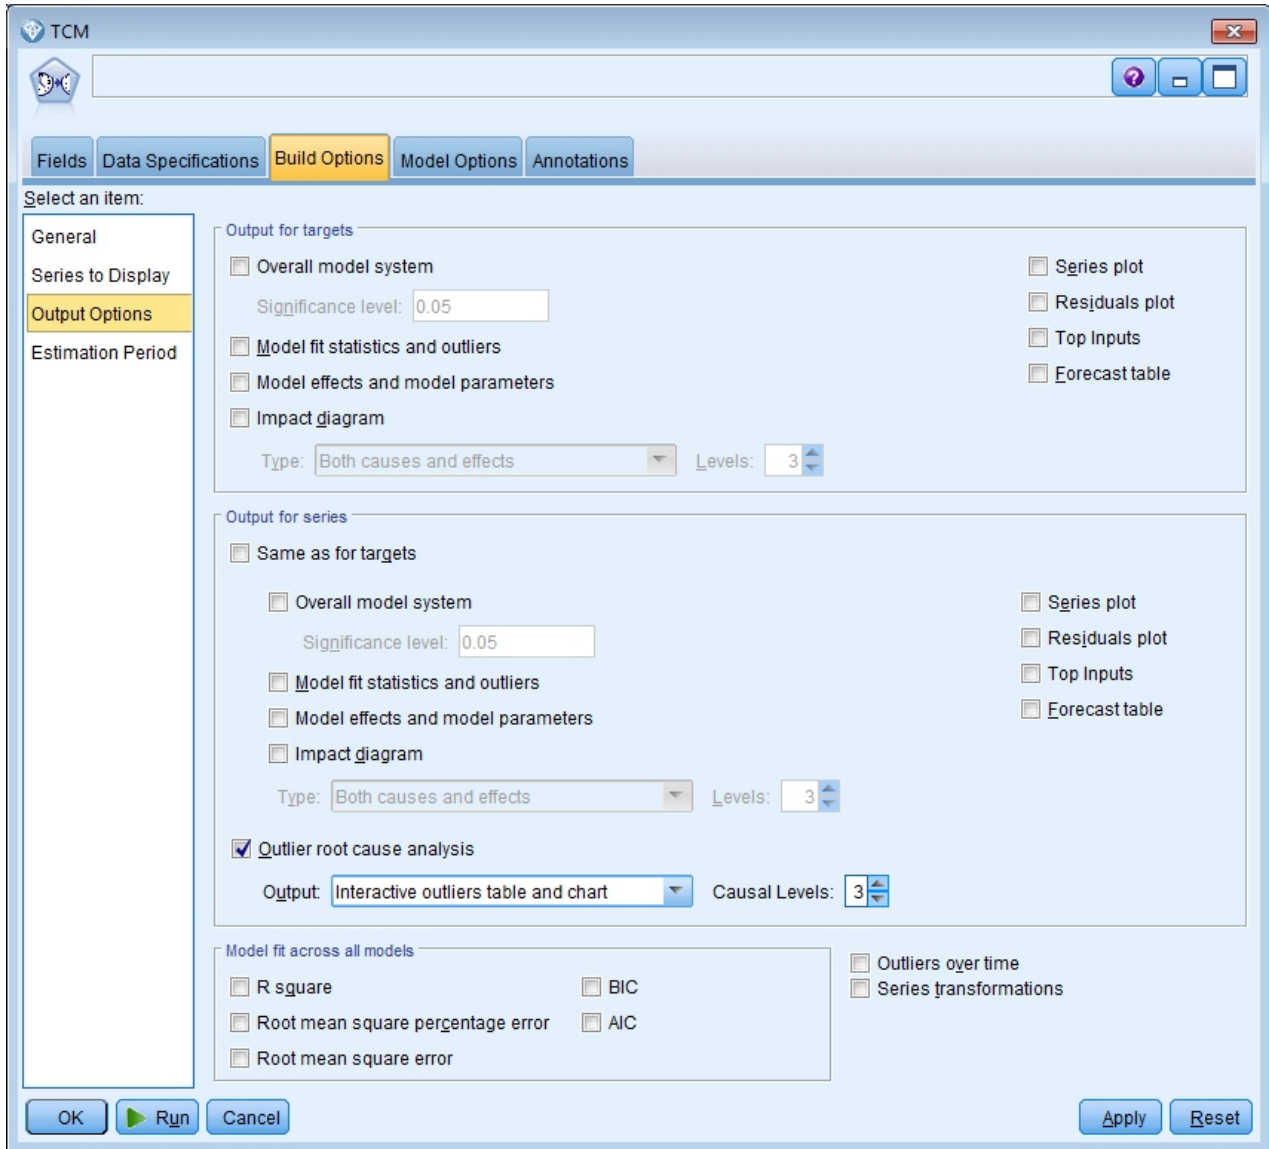 TCM
Fields Data Specifications Build Options Model Options Annotations
Select an item:
General
Series to Display
Output Options
Estimation Period
Output for targets
Overall model system
Significance level: 0.05
Model fit statistics and outliers
Model effects and model parameters
Impact diagram
Type: Both causes and effects Levels: 3
Series plot
Residuals plot
Top Inputs
Forecast table
Output for series
Same as for targets
Overall model system
Significance level: 0.05
Model fit statistics and outliers
Model effects and model parameters
Impact diagram
Type: Both causes and effects Levels: 3
Series plot
Residuals plot
Top Inputs
Forecast table
Outlier root cause analysis
Output: Interactive outliers table and chart Causal Levels: 3
Model fit across all models
R square
Root mean square percentage error
Root mean square error
BIC
AIC
Outliers over time
Series transformations
OK Run Cancel Apply Reset